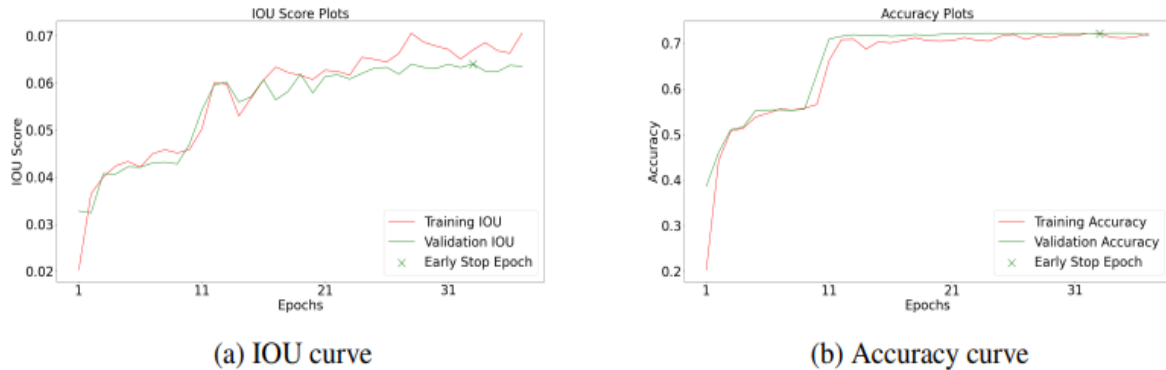 IOU Score Plots
0.07
0.06
0.05
0.04
0.03
0.02
IOU Score
1 11 21 31
Epochs
Training IOU
Validation IOU
Early Stop Epoch
(a) IOU curve
Accuracy Plots
0.7
0.6
0.5
0.4
0.3
0.2
Accuracy
1 11 21 31
Epochs
Training Accuracy
Validation Accuracy
Early Stop Epoch
(b) Accuracy curve